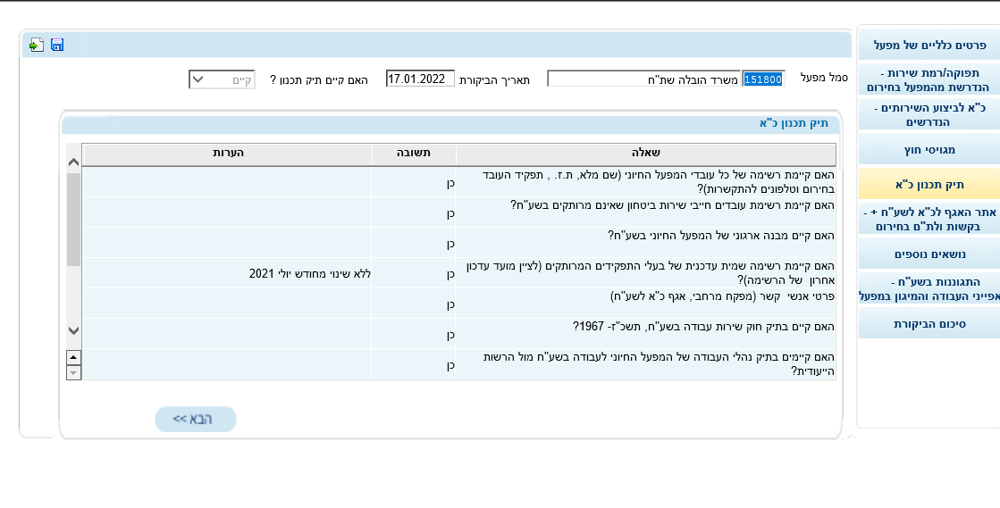 סמל מפעל 151800 משרד הובלה שת"ח תאריך הביקורת 17.01.2022 האם קיים תיק תכנון ? קיים
תיק תכנון כ"א
שאלה תשובה הערות
האם קיימת רשימה של כל עובדי המפעל החיוני (שם מלא, ת.ז. , תפקיד העובד
בחירום וטלפונים להתקשרות)?
כן
האם קיימת רשימת עובדים חייבי שירות ביטחון שאינם מרותקים בשע"ח?
כן
האם קיים מבנה ארגוני של המפעל החיוני בשע"ח?
כן
האם קיימת רשימה שמית עדכנית של בעלי התפקידים המרותקים (לציין מועד עדכון
אחרון של הרשימה)?
כן
ללא שינוי מחודש יולי 2021
פרטי אנשי קשר (מפקח מרחבי, אגף כ"א לשע"ח)
כן
האם קיים בתיק חוק שירות עבודה בשע"ח, תשכ"ז- 1967?
כן
האם קיימים בתיק נהלי העבודה של המפעל החיוני לעבודה בשע"ח מול הרשות
הייעודית?
כן
הבא >>
פרטים כלליים של מפעל
תפוקה/רמת שירות -
הנדרשת מהמפעל בחירום
כ"א לביצוע השירותים -
הנדרשים
מגויסי חוץ
תיק תכנון כ"א
אתר האגף לכ"א לשע"ח + -
בקשות ולת"ם בחירום
נושאים נוספים
התגוננות בשע"ח -
אפייני העבודה והמיגון במפעל
סיכום הביקורת